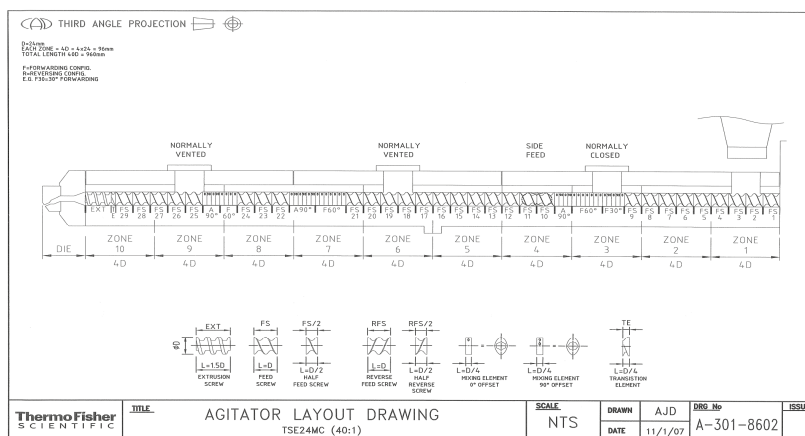 THIRD ANGLE PROJECTION
D=24mm
EACH ZONE = 4D = 4x24 = 96mm
TOTAL LENGTH 40D = 960mm
F=FORWARDING CONFIG.
R=REVERSING CONFIG.
E.G. F30=30° FORWARDING
NORMALLY VENTED
NORMALLY VENTED
SIDE FEED
NORMALLY CLOSED
EXT FS 29 FS 28 FS 27 FS 26 FS 25 A 90° F 60° FS 24 FS 23 FS 22 A90° F60° FS 21 FS 20 FS 19 FS 18 FS 17 FS 16 FS 15 FS 14 FS 13 FS 12 FS 11 FS 10 A 90° F60° F30° FS 9 FS 8 FS 7 FS 6 FS 5 FS 4 FS 3 FS 2 FS 1
DIE ZONE 10 ZONE 9 ZONE 8 ZONE 7 ZONE 6 ZONE 5 ZONE 4 ZONE 3 ZONE 2 ZONE 1
4D 4D 4D 4D 4D 4D 4D 4D 4D 4D
EXT FS FS/2 RFS RFS/2 TE
ØD
L=1.5D L=D L=D/2 L=D L=D/2 L=D/4 L=D/4 L=D/4
EXTRUSION SCREW
FEED SCREW
HALF FEED SCREW
REVERSE FEED SCREW
HALF REVERSE SCREW
MIXING ELEMENT 0° OFFSET
MIXING ELEMENT 90° OFFSET
TRANSISTION ELEMENT
ThermoFisher
SCIENTIFIC
TITLE
AGITATOR LAYOUT DRAWING
TSE24MC (40:1)
SCALE
NTS
DRAWN AJD
DATE 11/1/07
DRG No
A-301-8602
ISSU